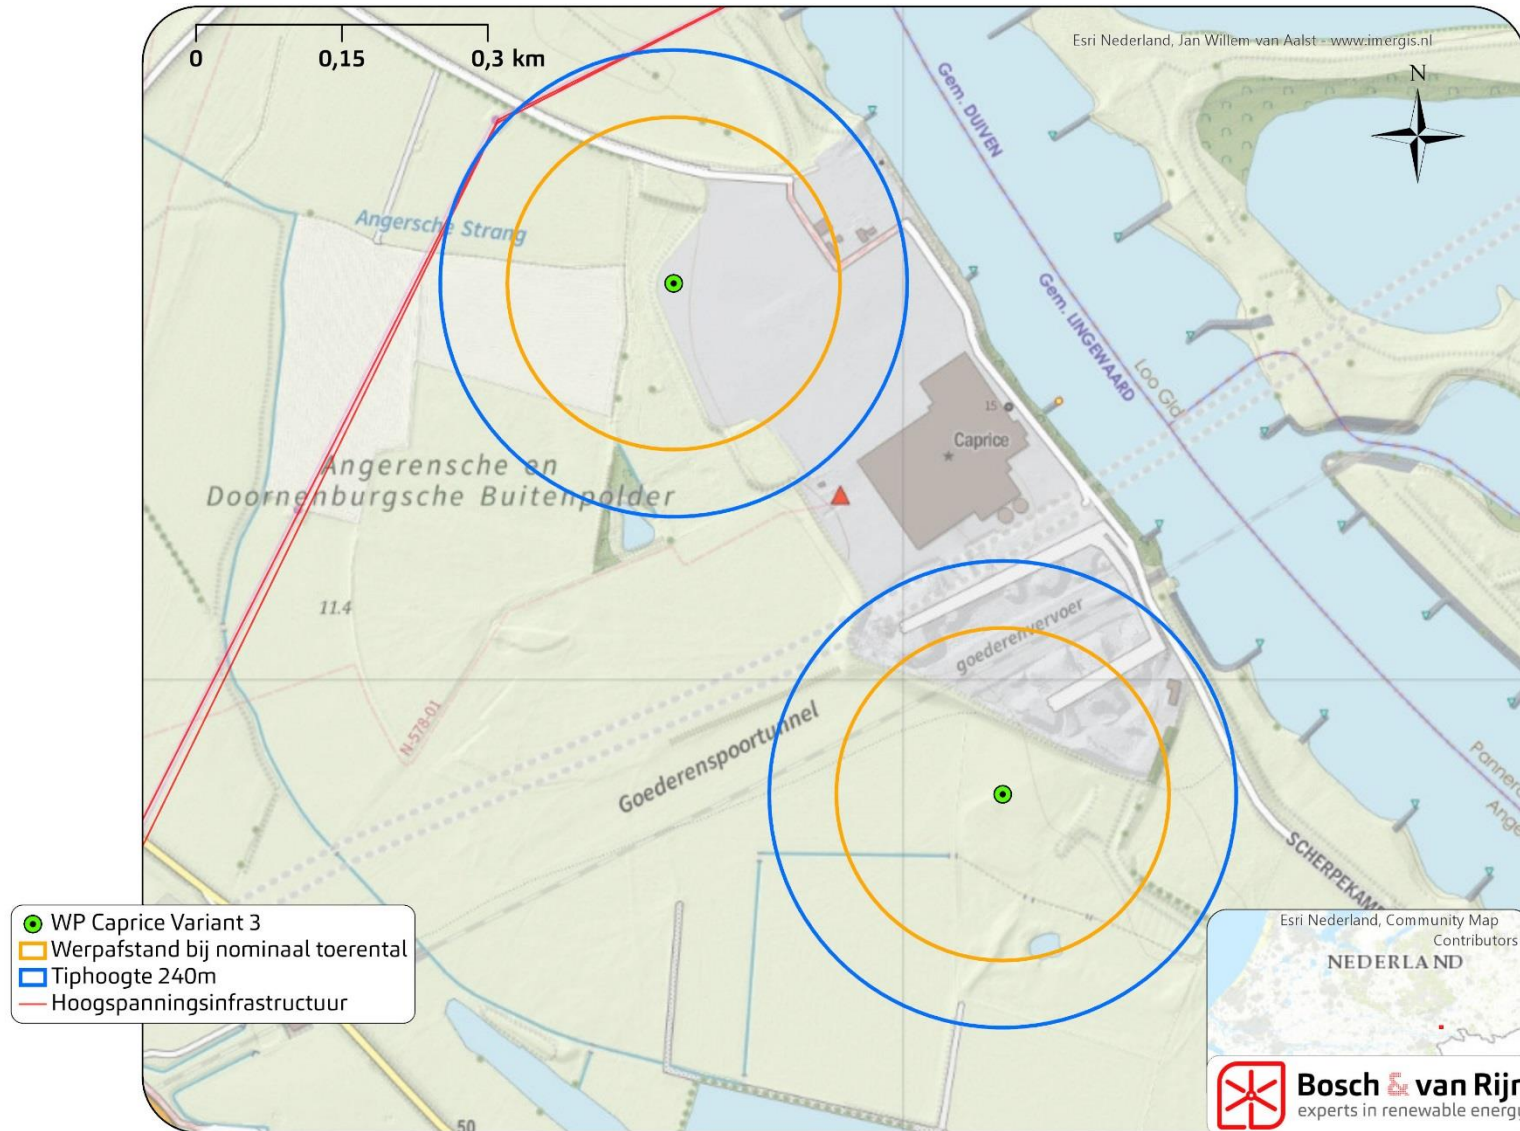 0
0,15
0,3 km
Esri Nederland, Jan Willem van Aalst - www.imergis.nl
N
Gem. DUIVEN
Gem. LINGEWAARD
Loo Gld
Angersche Strang
15
Caprice
Angerensche en
Doornenburgsche Buitenpolder
11.4
goederenvervoer
N-578-01
Goederenspoortunnel
SCHERPEKAM
WP Caprice Variant 3
Werpafstand bij nominaal toerental
Tiphoogte 240m
Hoogspanningsinfrastructuur
Esri Nederland, Community Map
Contributors
NEDERLAND
50
Bosch & van Rijn
experts in renewable energy